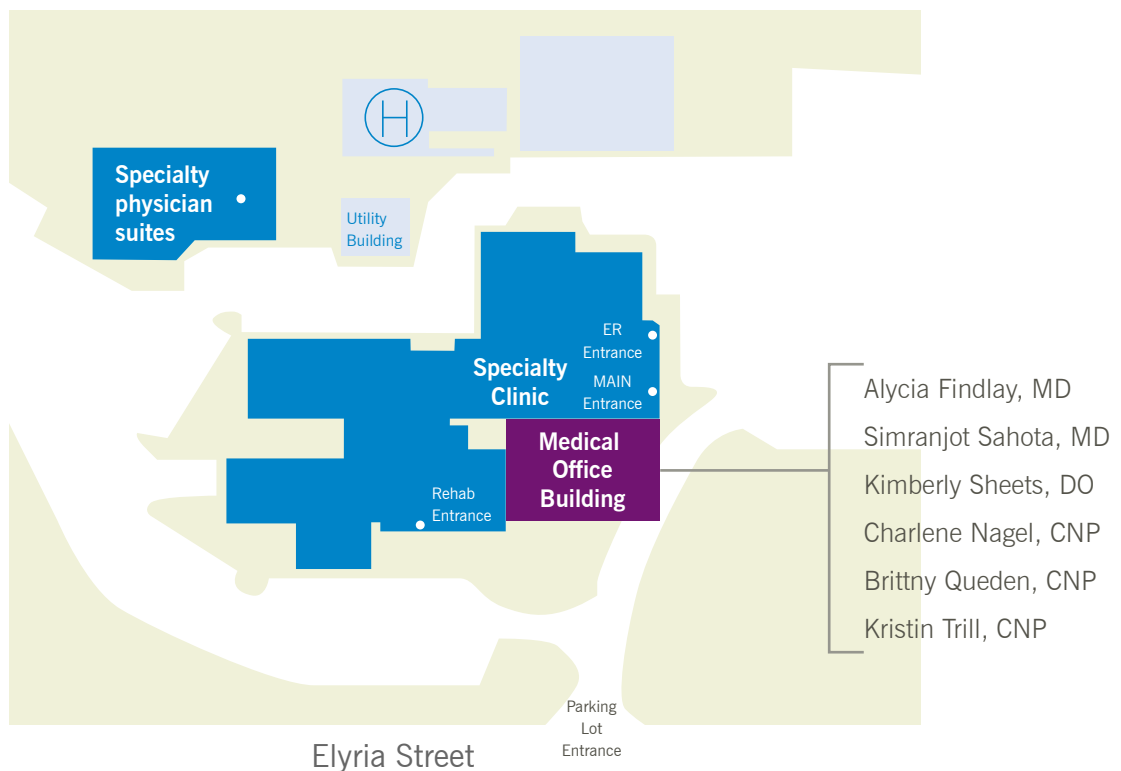 H
Specialty
physician
suites
Utility
Building
ER
Entrance
Specialty
Clinic
MAIN
Entrance
Medical
Office
Building
Rehab
Entrance
Alycia Findlay, MD
Simranjot Sahota, MD
Kimberly Sheets, DO
Charlene Nagel, CNP
Brittny Queden, CNP
Kristin Trill, CNP
Parking
Lot
Entrance
Elyria Street